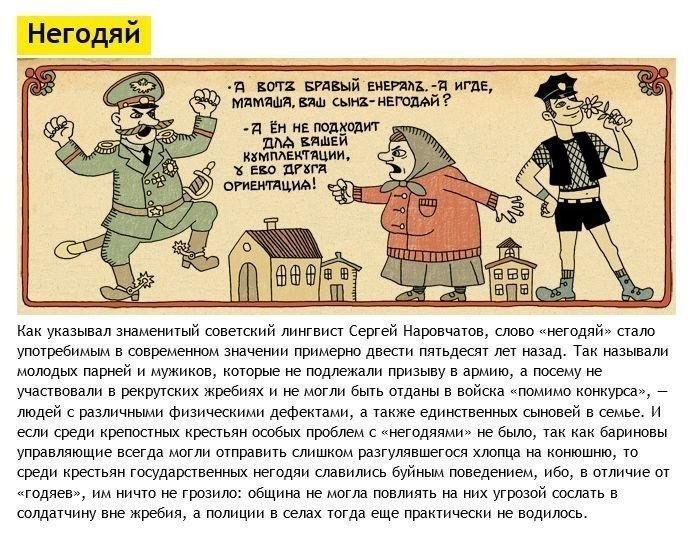 Негодяй
- А ВОТЪ БРАВЫЙ ЕНЕРАЛЪ. - А ИГДЕ,
МАМАША, ВАШ СЫНЪ - НЕГОДѦЙ?
- А ЁН НЕ ПОДХОДИТ
ДЛѦ ВАШЕЙ
КУМПЛЕКТАЦИИ,
У ЕВО ДРУГА
ОРИЕНТАЦИѦ!
Как указывал знаменитый советский лингвист Сергей Наровчатов, слово «негодяй» стало
употребимым в современном значении примерно двести пятьдесят лет назад. Так называли
молодых парней и мужиков, которые не подлежали призыву в армию, а посему не
участвовали в рекрутских жребиях и не могли быть отданы в войска «помимо конкурса», —
людей с различными физическими дефектами, а также единственных сыновей в семье. И
если среди крепостных крестьян особых проблем с «негодяями» не было, так как бариновы
управляющие всегда могли отправить слишком разгулявшегося хлопца на конюшню, то
среди крестьян государственных негодяи славились буйным поведением, ибо, в отличие от
«годяев», им ничто не грозило: община не могла повлиять на них угрозой сослать в
солдатчину вне жребия, а полиции в селах тогда еще практически не водилось.